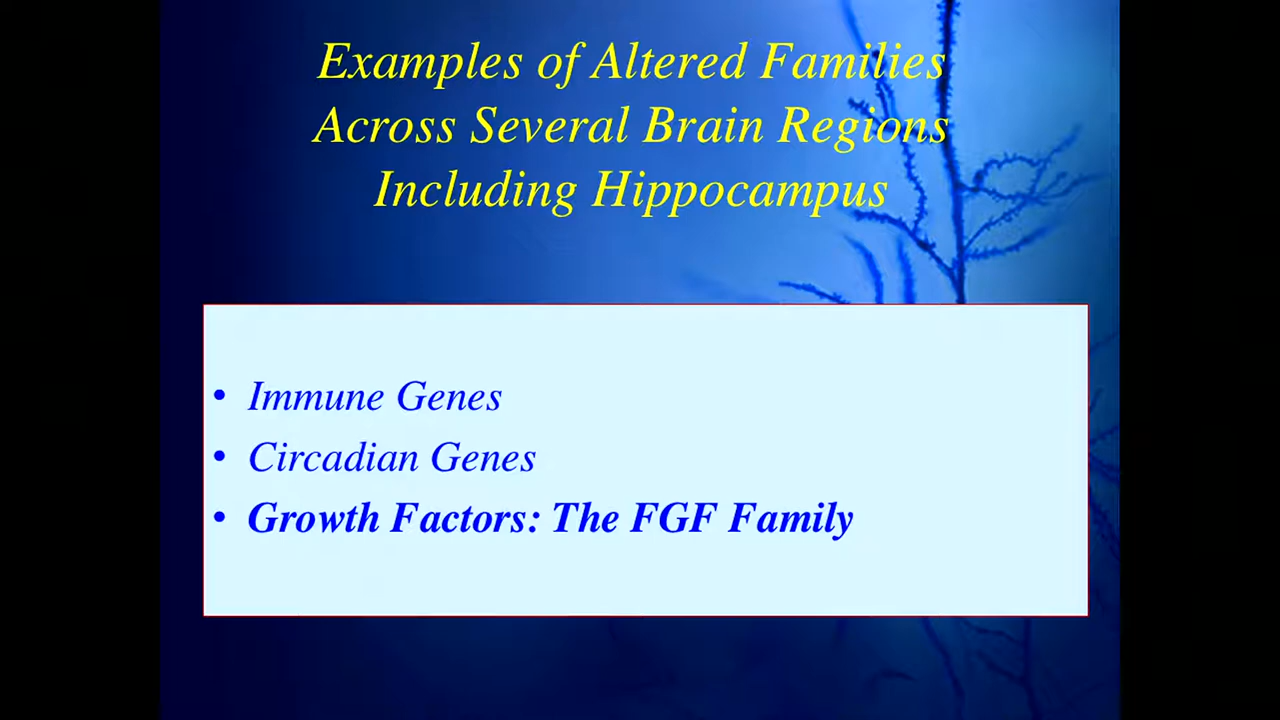 Examples of Altered Families
Across Several Brain Regions
Including Hippocampus
• Immune Genes
• Circadian Genes
• Growth Factors: The FGF Family